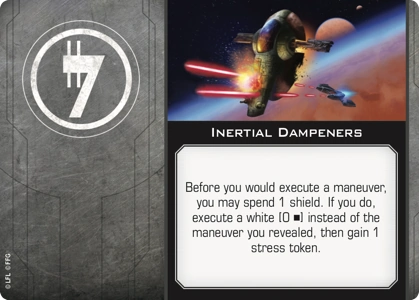 7
INERTIAL DAMPENERS
Before you would execute a maneuver,
you may spend 1 shield. If you do,
execute a white [0 ■] instead of the
maneuver you revealed, then gain 1
stress token.
© LFL © FFG